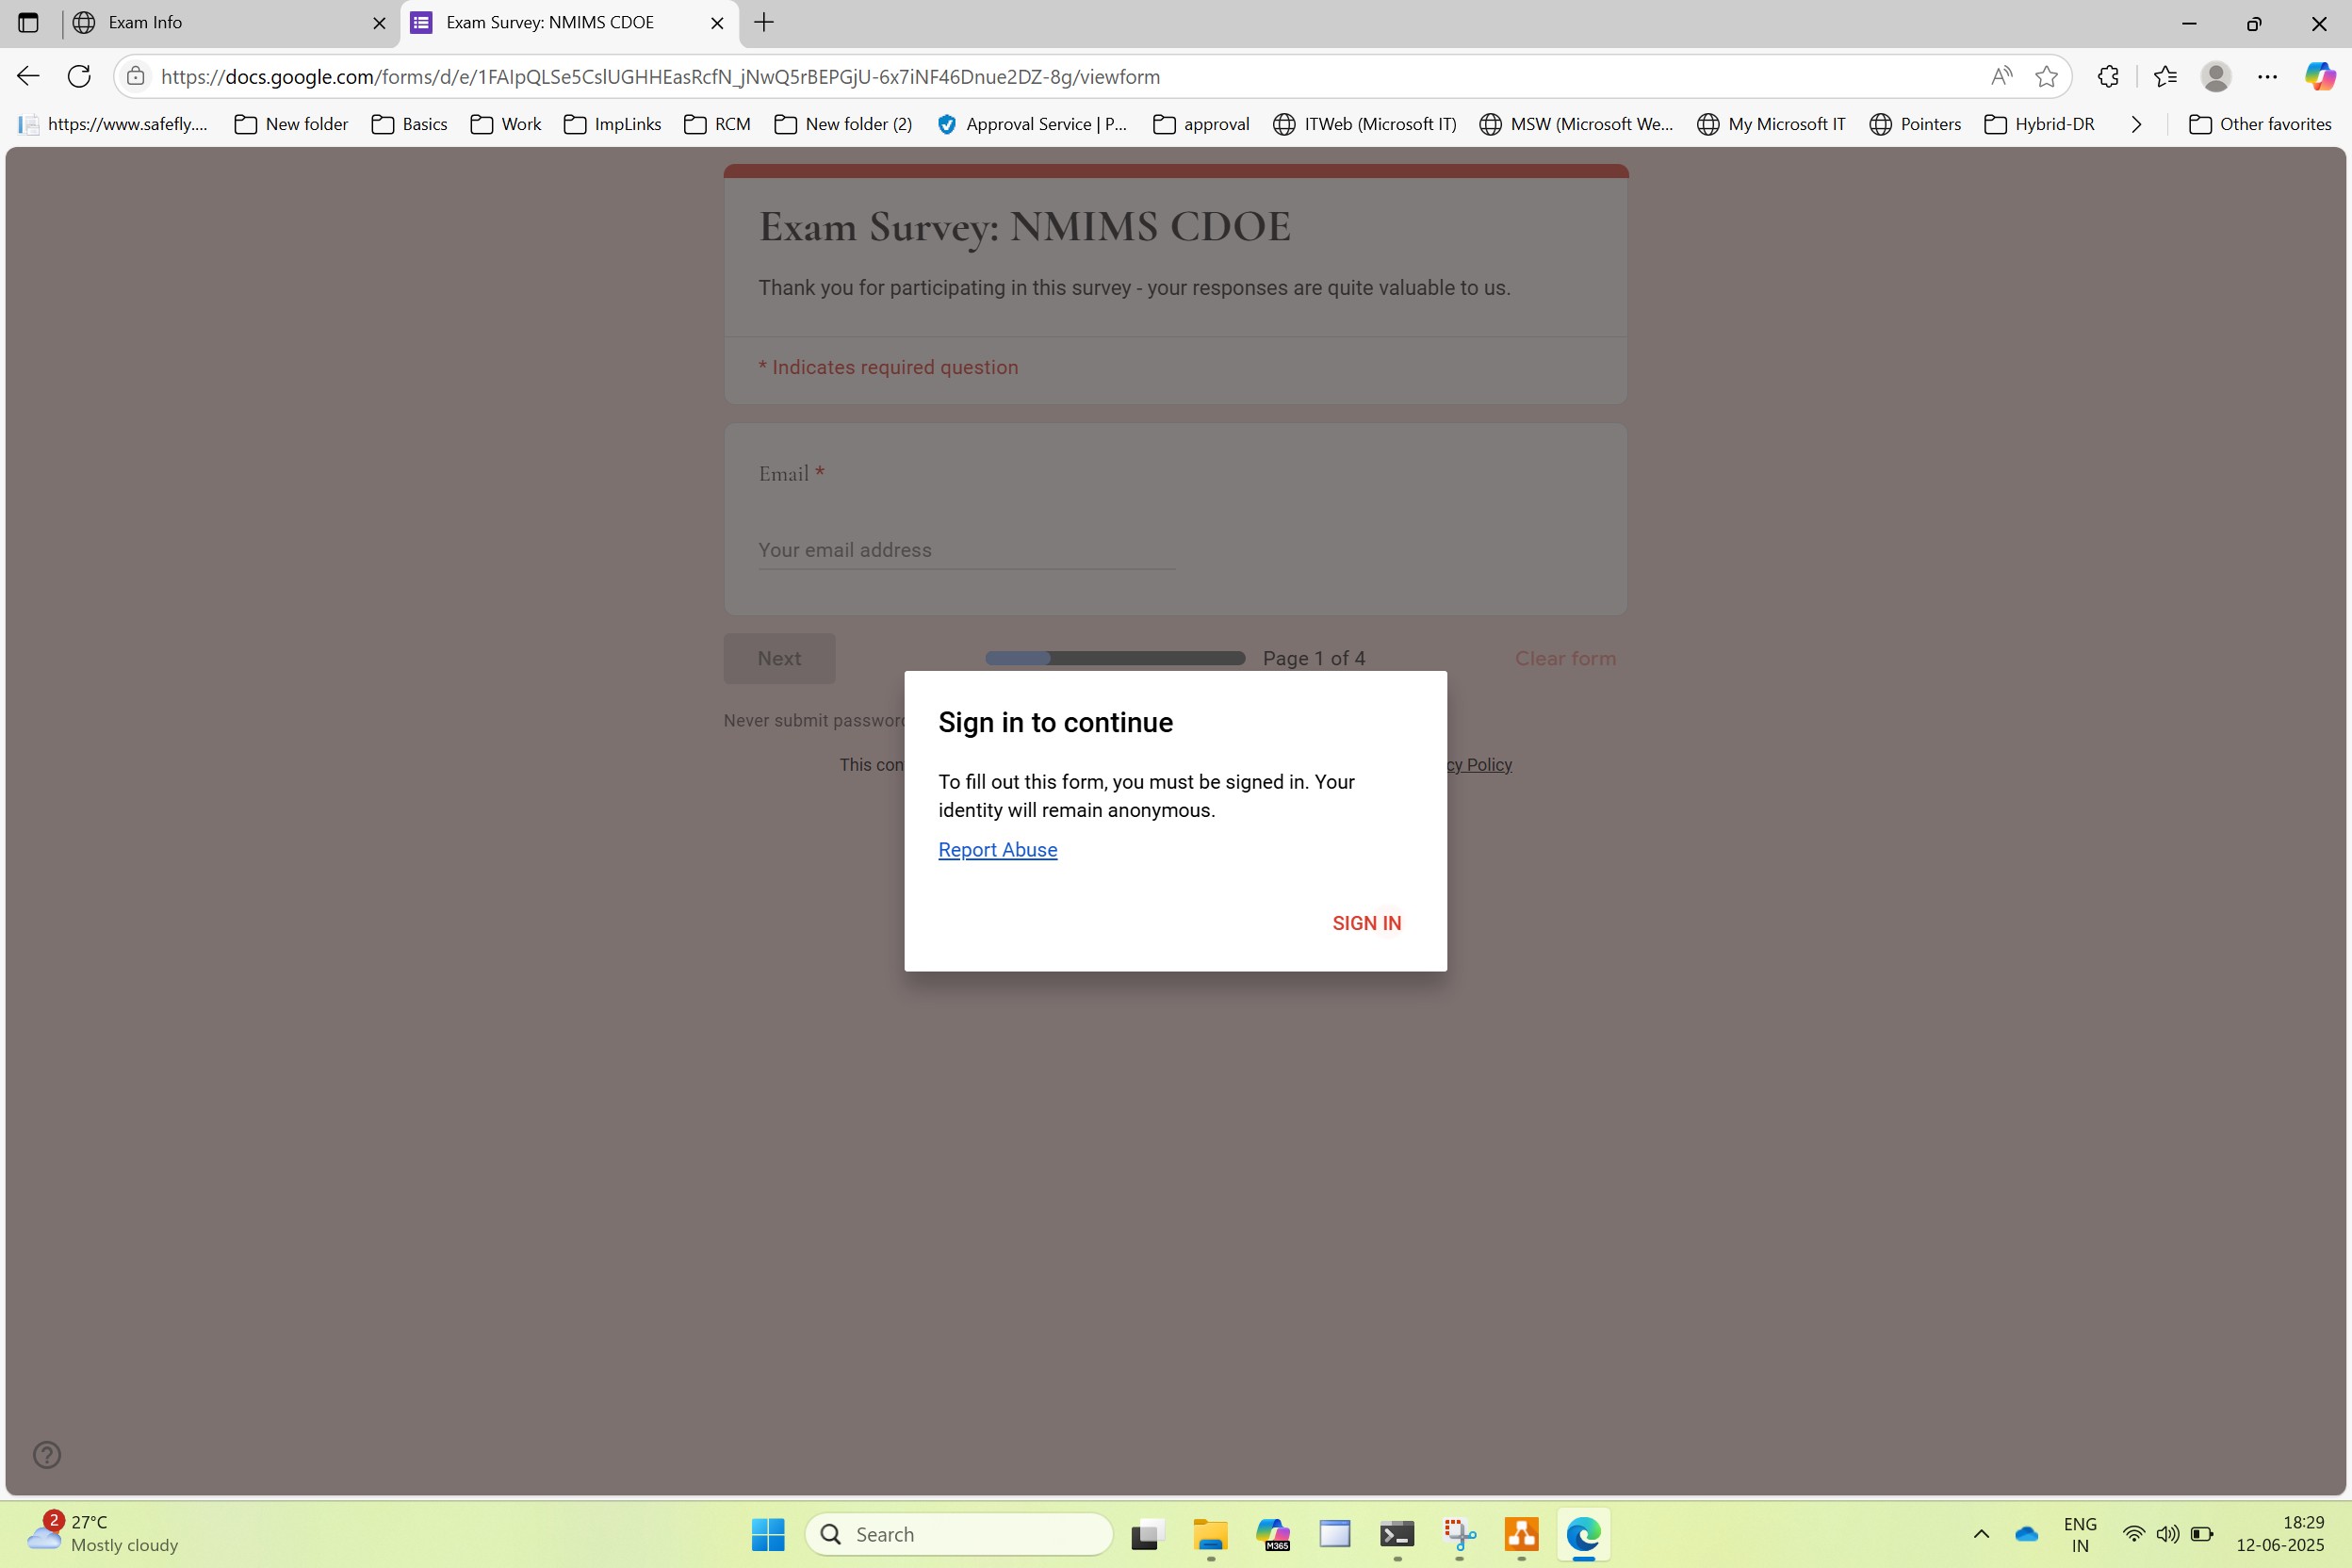 Exam Info
Exam Survey: NMIMS CDOE
https://docs.google.com/forms/d/e/1FAIpQLSe5CslUGHHEasRcfN_jNwQ5rBEPGjU-6x7iNF46Dnue2DZ-8g/viewform
https://www.safefly.... New folder Basics Work ImpLinks RCM New folder (2) Approval Service | P... approval ITWeb (Microsoft IT) MSW (Microsoft We... My Microsoft IT Pointers Hybrid-DR Other favorites
Exam Survey: NMIMS CDOE
Thank you for participating in this survey - your responses are quite valuable to us.
* Indicates required question
Email *
Your email address
Next Page 1 of 4 Clear form
Never submit password
This con cy Policy
Sign in to continue
To fill out this form, you must be signed in. Your
identity will remain anonymous.
Report Abuse
SIGN IN
2
27°C
Mostly cloudy
Search
M365
ENG
IN
18:29
12-06-2025